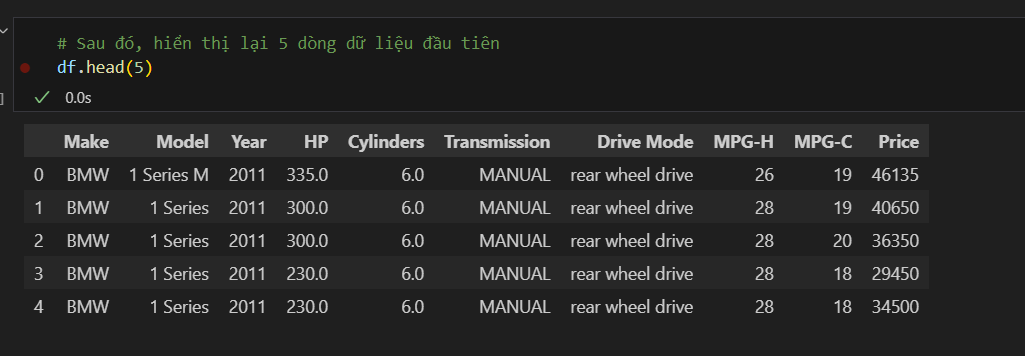 # Sau đó, hiển thị lại 5 dòng dữ liệu đầu tiên
df.head(5)
] 0.0s
Make Model Year HP Cylinders Transmission Drive Mode MPG-H MPG-C Price
0 BMW 1 Series M 2011 335.0 6.0 MANUAL rear wheel drive 26 19 46135
1 BMW 1 Series 2011 300.0 6.0 MANUAL rear wheel drive 28 19 40650
2 BMW 1 Series 2011 300.0 6.0 MANUAL rear wheel drive 28 20 36350
3 BMW 1 Series 2011 230.0 6.0 MANUAL rear wheel drive 28 18 29450
4 BMW 1 Series 2011 230.0 6.0 MANUAL rear wheel drive 28 18 34500